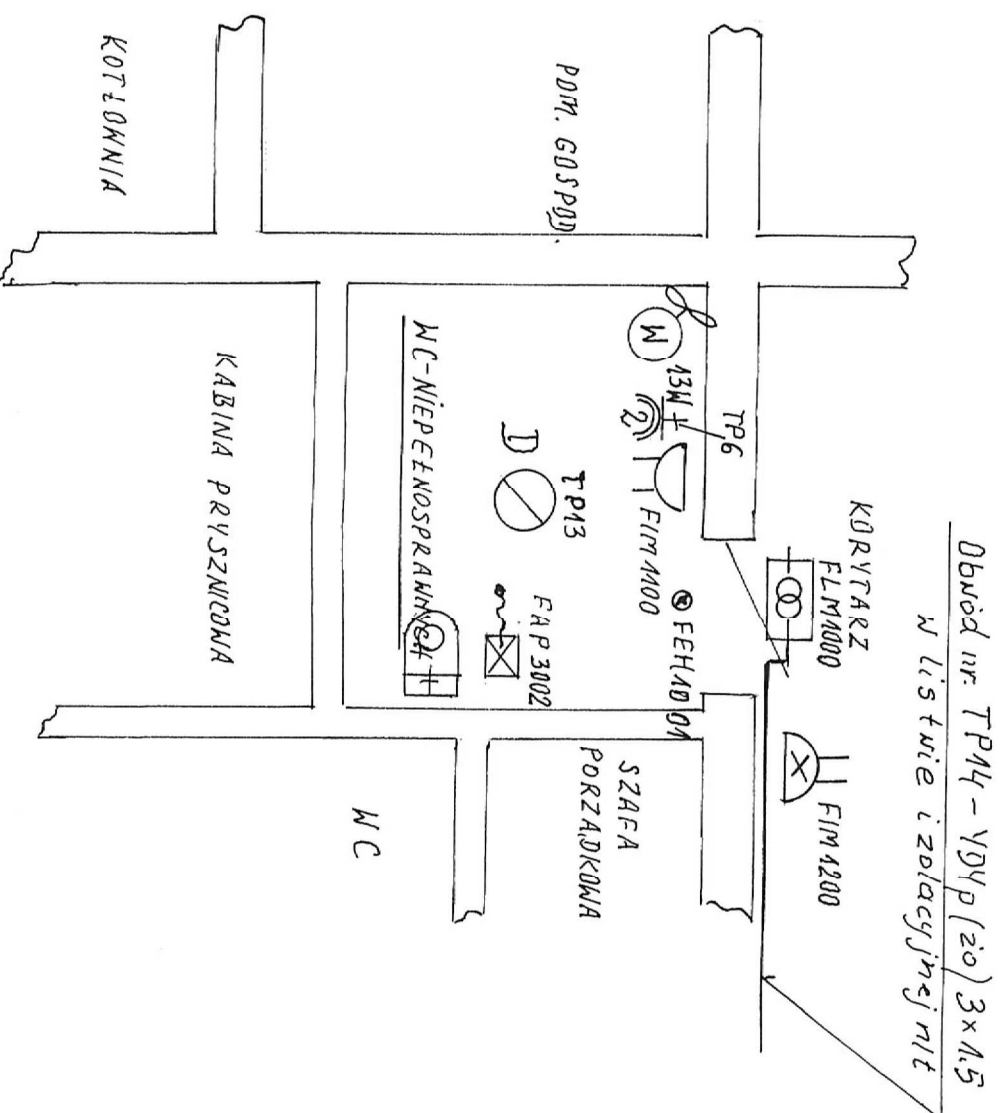 Obwód nr. TP14 - YDYp (żo) 3x1.5
w listwie izolacyjnej n/t
KORYTARZ
FLM1000
FIM1200
TP6
13W
W
2
FIM1100
FEH1001
TP13
D
FAP3002
WC-NIEPEŁNOSPRAWNYCH
POM. GOSPOD.
KOTŁOWNIA
KABINA PRYSZNICOWA
SZAFA
PORZĄDKOWA
WC